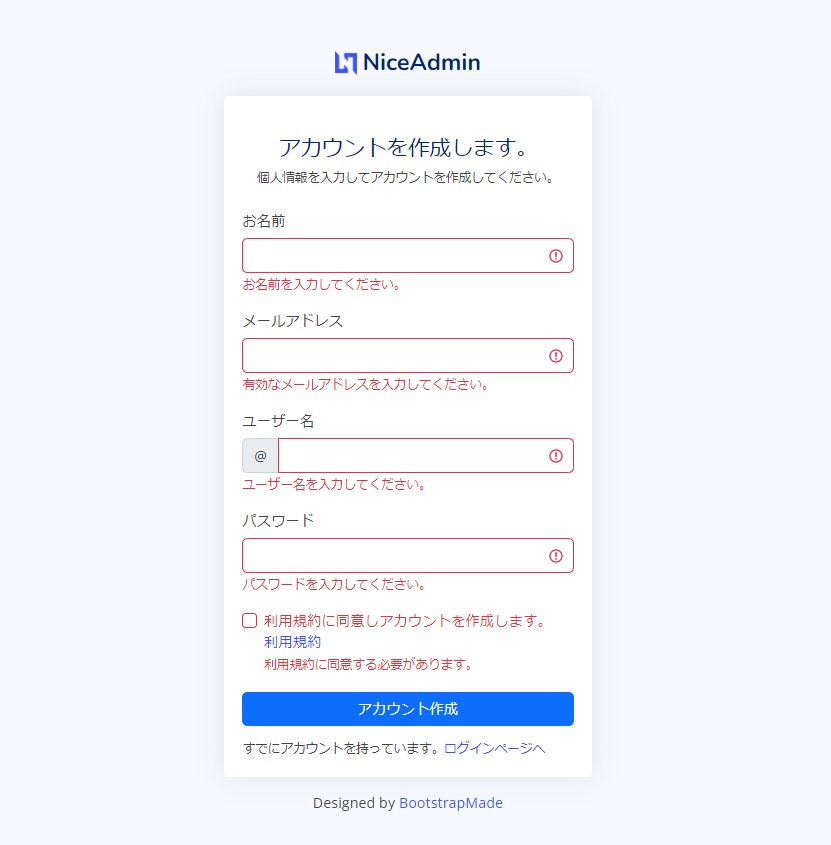 NiceAdmin
アカウントを作成します。
個人情報を入力してアカウントを作成してください。
お名前
お名前を入力してください。
メールアドレス
有効なメールアドレスを入力してください。
ユーザー名
@
ユーザー名を入力してください。
パスワード
パスワードを入力してください。
利用規約に同意しアカウントを作成します。
利用規約
利用規約に同意する必要があります。
アカウント作成
すでにアカウントを持っています。ログインページへ
Designed by BootstrapMade